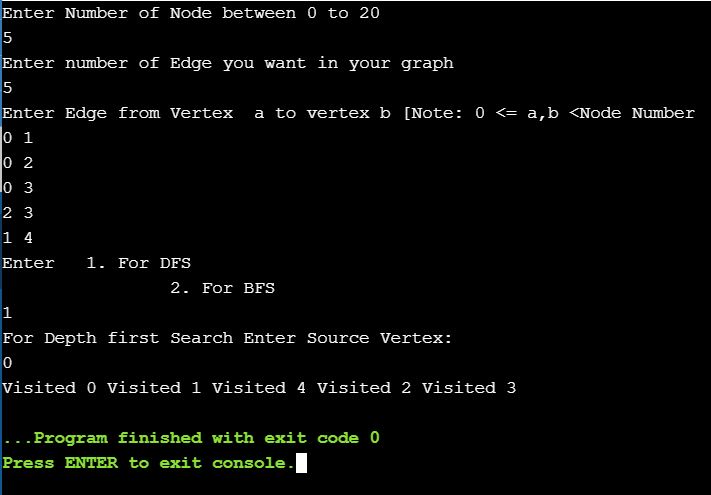 Enter Number of Node between 0 to 20
5
Enter number of Edge you want in your graph
5
Enter Edge from Vertex  a to vertex b [Note: 0 <= a,b <Node Number
0 1
0 2
0 3
2 3
1 4
Enter   1. For DFS
                2. For BFS
1
For Depth first Search Enter Source Vertex:
0
Visited 0 Visited 1 Visited 4 Visited 2 Visited 3
...Program finished with exit code 0
Press ENTER to exit console.